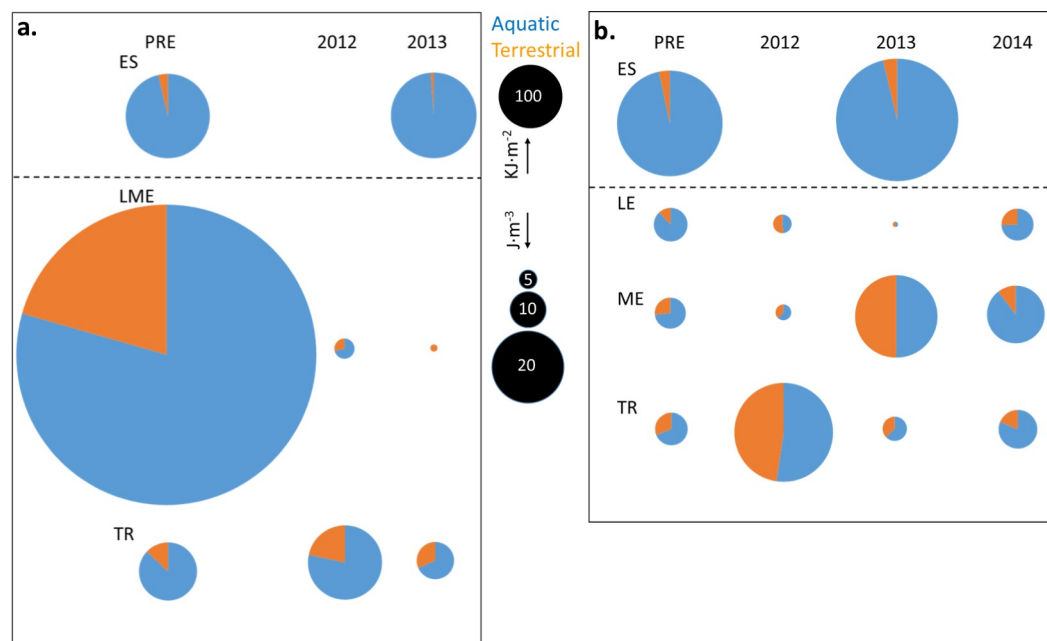 a.
PRE 2012 2013
ES
LME
TR
Aquatic
Terrestrial
100
KJ·m-2
J·m-3
5
10
20
b.
PRE 2012 2013 2014
ES
LE
ME
TR